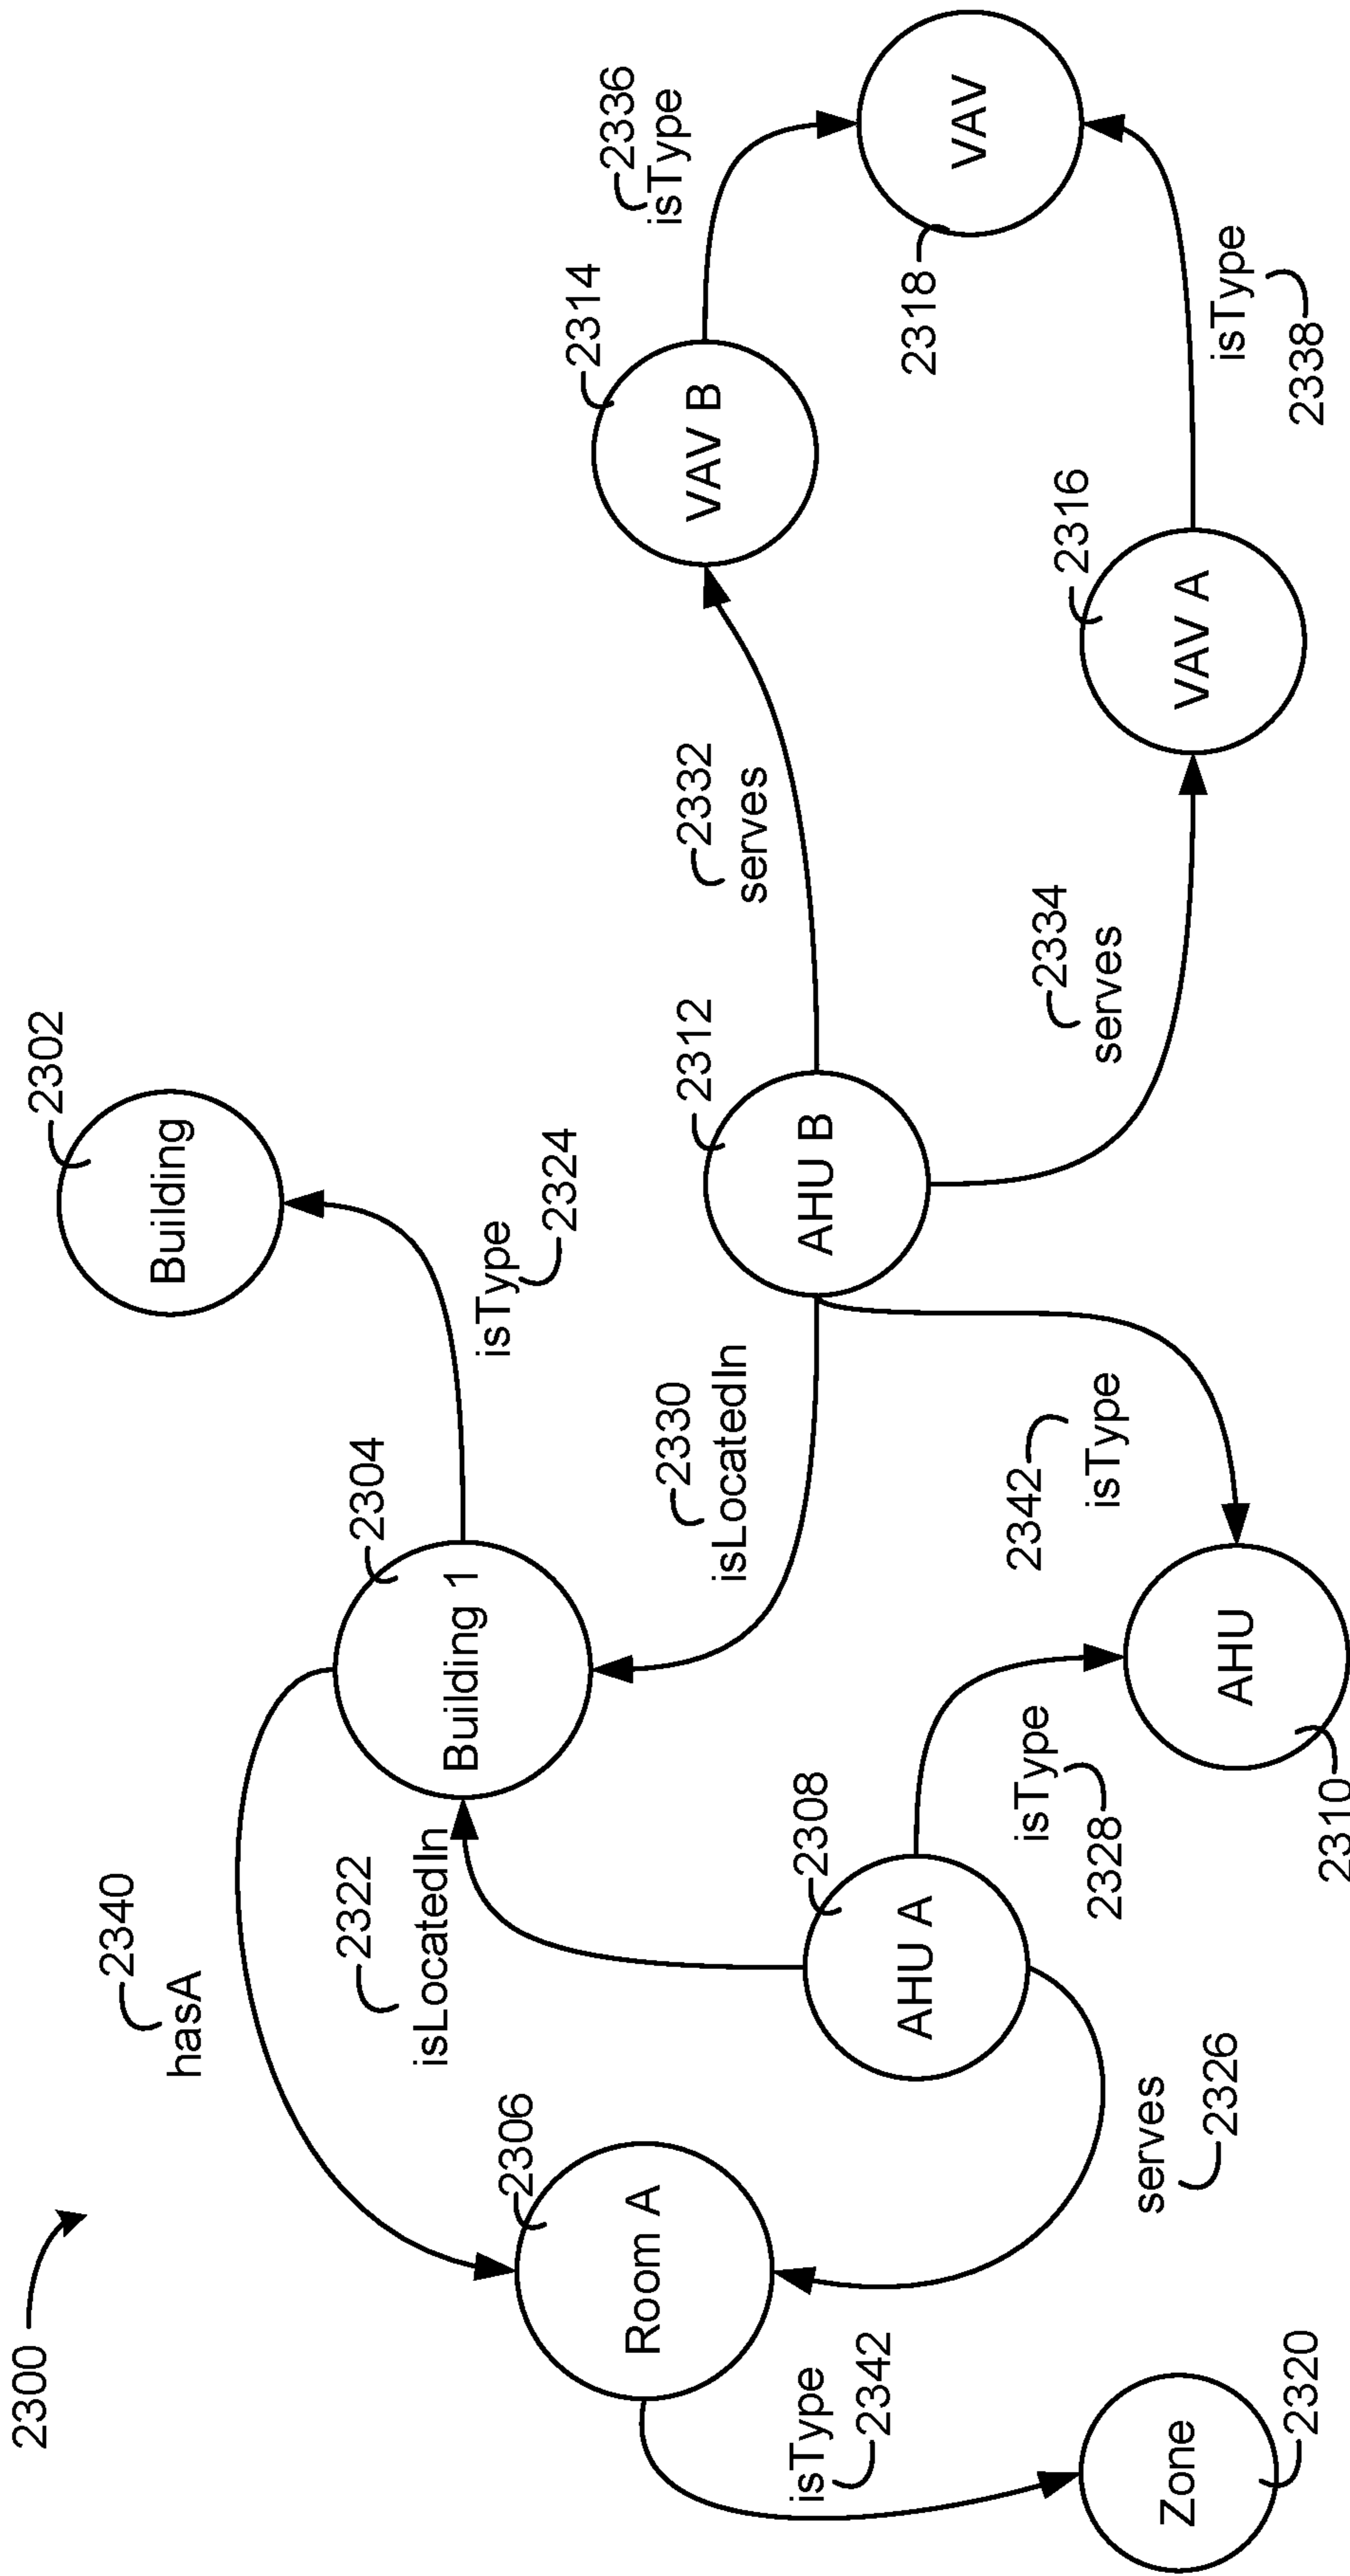 2300
2340
hasA
2302
Building
2304
Building 1
isType
2324
2322
isLocatedIn
2306
Room A
2330
isLocatedIn
2312
AHU B
2332
serves
2314
VAV B
2336
isType
2318
VAV
2308
AHU A
isType
2342
2320
Zone
serves
2326
isType
2328
2310
AHU
2342
isType
2334
serves
2316
VAV A
isType
2338